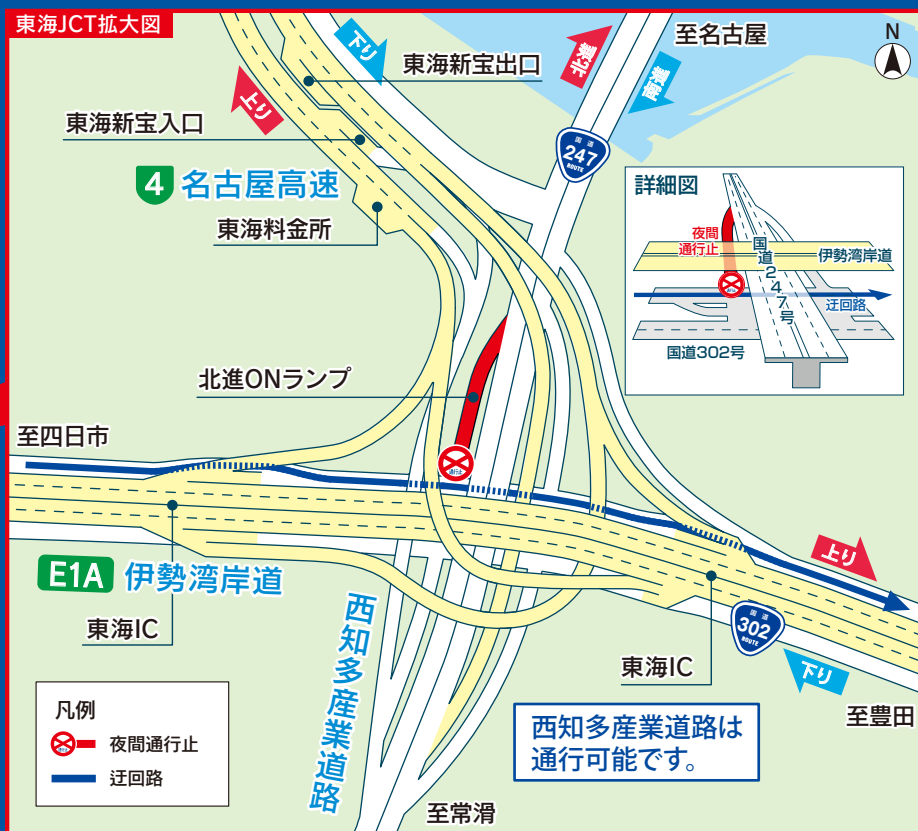 東海JCT拡大図
至名古屋
N
下り
東海新宝出口
北進
南進
上り
東海新宝入口
国道
247
ROUTE
4 名古屋高速
東海料金所
詳細図
夜間
通行止
国道247号
伊勢湾岸道
迂回路
国道302号
北進ONランプ
至四日市
通行止
上り
E1A 伊勢湾岸道
国道
302
ROUTE
東海IC
西知多産業道路
東海IC
下り
至豊田
凡例
夜間通行止
迂回路
西知多産業道路は
通行可能です。
至常滑